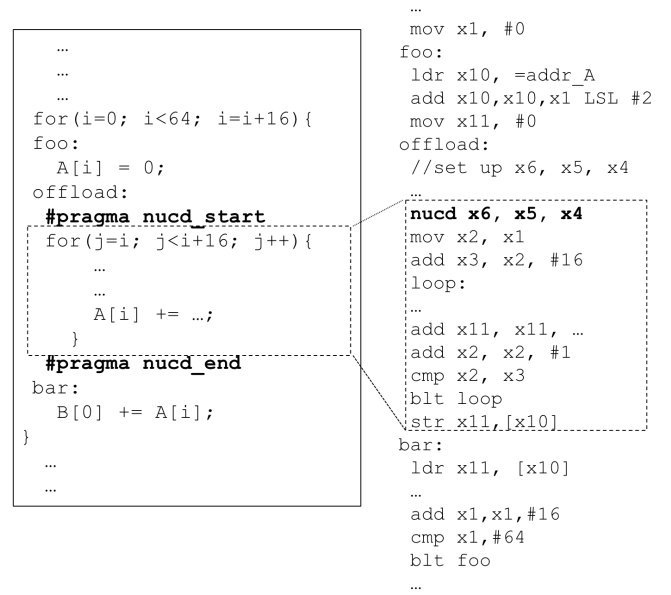 …
…
…
for(i=0; i<64; i=i+16){
foo:
A[i] = 0;
offload:
#pragma nucd_start
for(j=i; j<i+16; j++){
…
…
A[i] += …;
}
#pragma nucd_end
bar:
B[0] += A[i];
}
…
…
…
mov x1, #0
foo:
ldr x10, =addr_A
add x10,x10,x1 LSL #2
mov x11, #0
offload:
//set up x6, x5, x4
…
nucd x6, x5, x4
mov x2, x1
add x3, x2, #16
loop:
…
add x11, x11, …
add x2, x2, #1
cmp x2, x3
blt loop
str x11,[x10]
bar:
ldr x11, [x10]
…
add x1,x1,#16
cmp x1,#64
blt foo
…